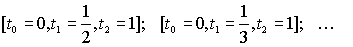 [t₀ = 0, t₁ = 1/2, t₂ = 1];  [t₀ = 0, t₁ = 1/3, t₂ = 1];  …